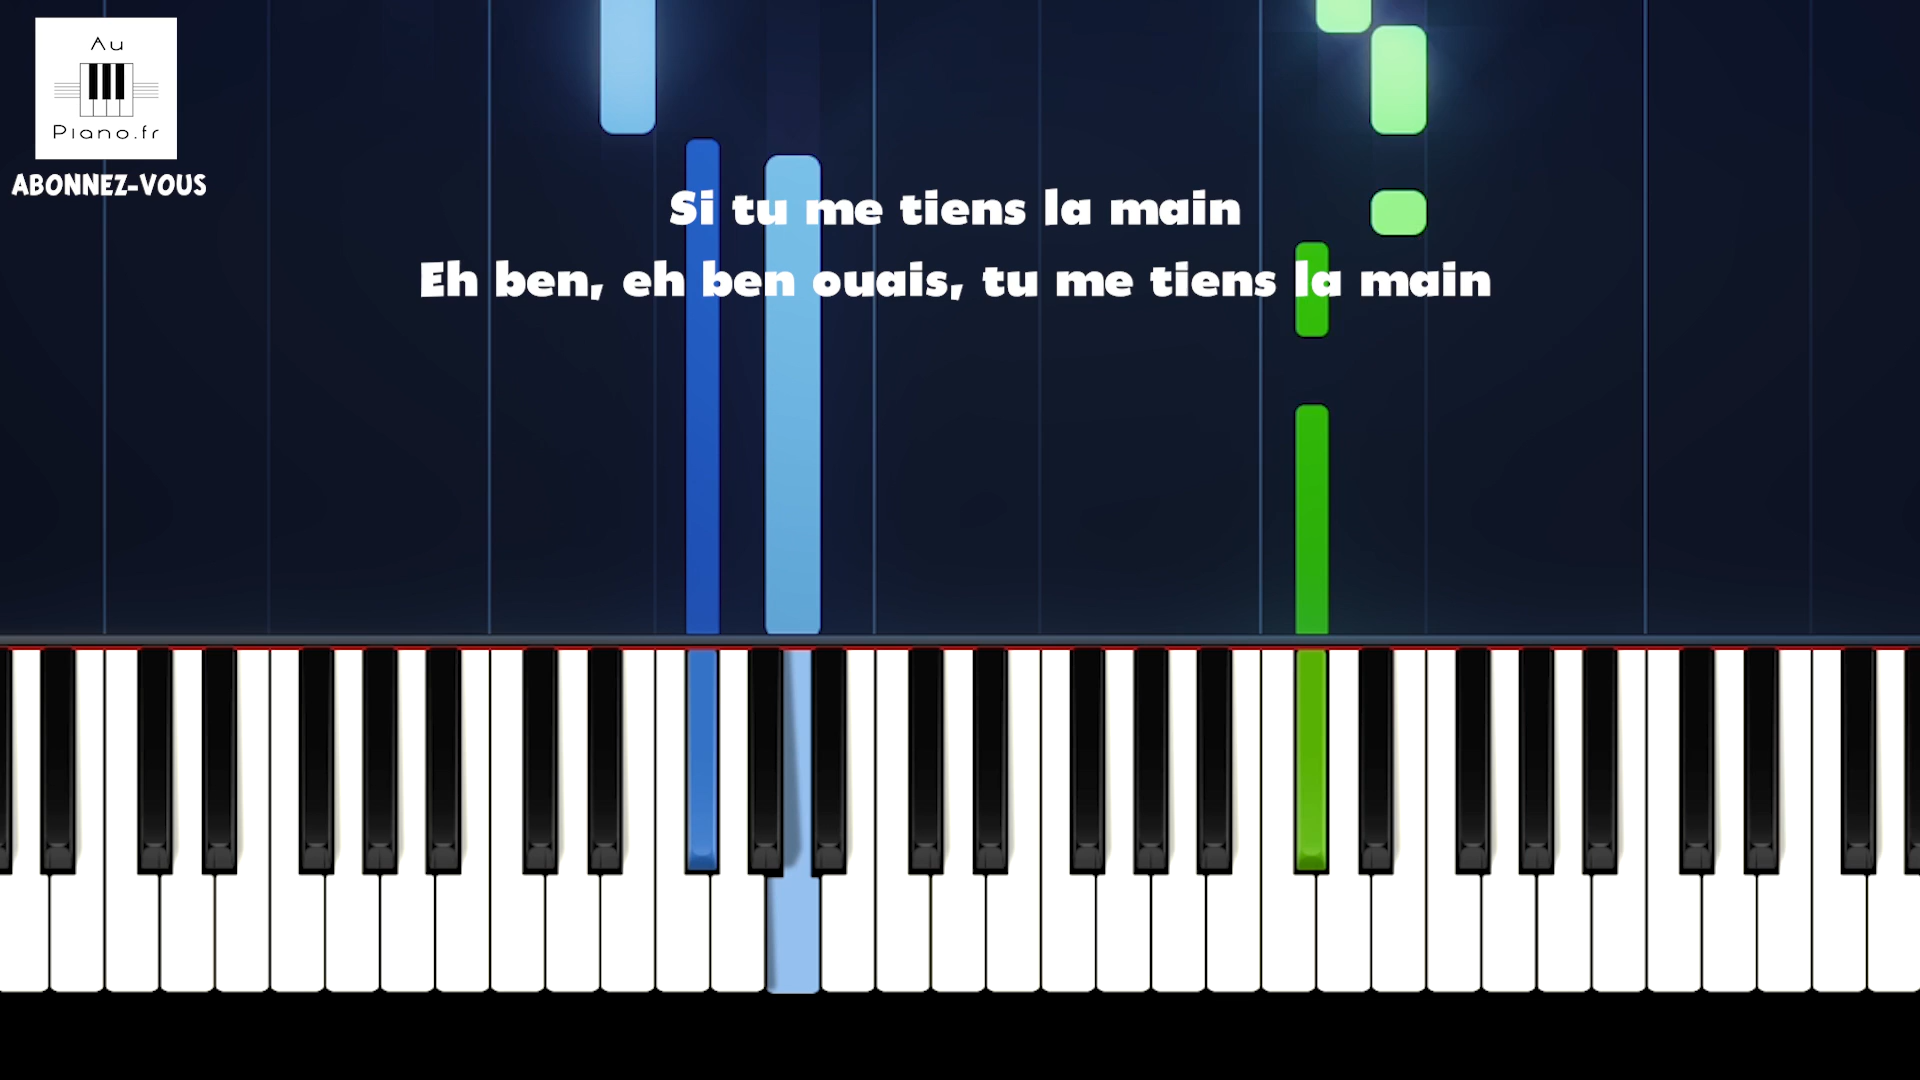 Au
Piano.fr
ABONNEZ-VOUS
Si tu me tiens la main
Eh ben, eh ben ouais, tu me tiens la main